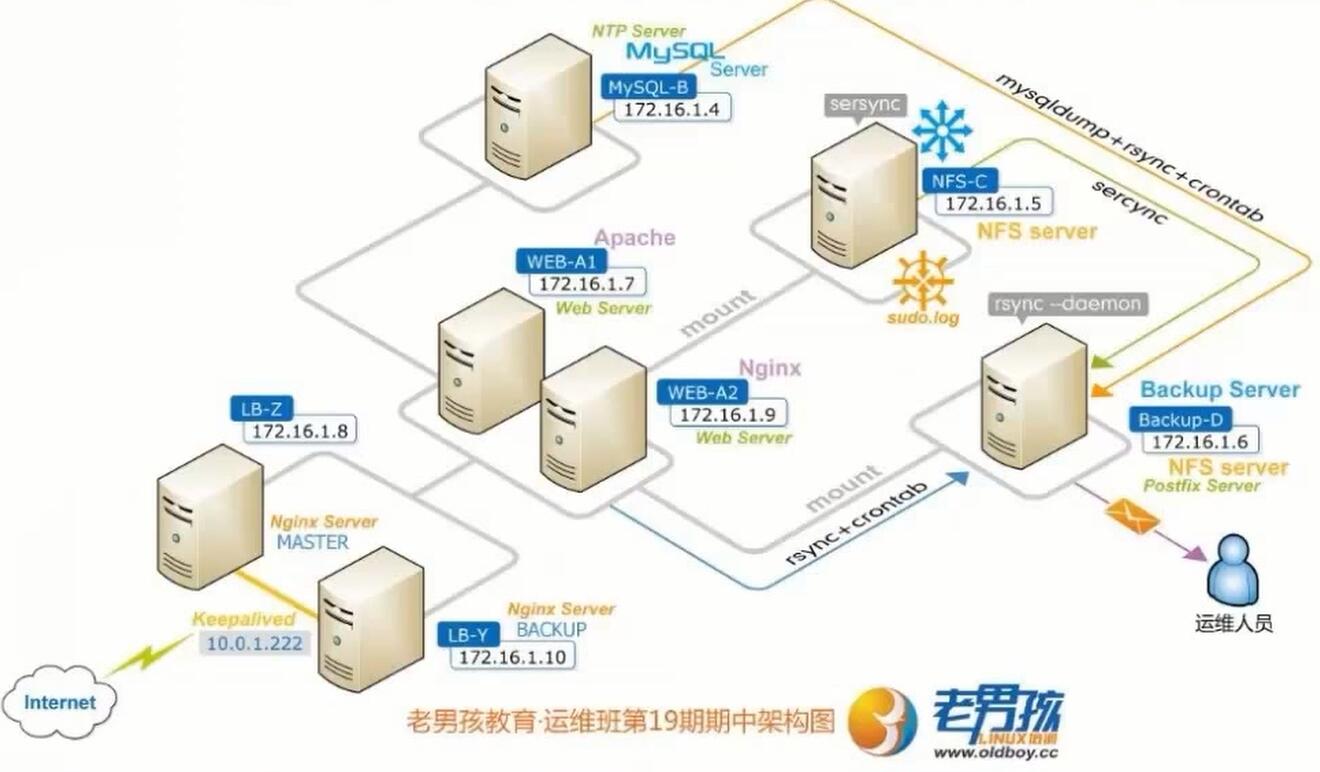 NTP Server
MySQL
Server
MySQL-B
172.16.1.4
sersync
mysqldump+rsync+crontab
NFS-C
172.16.1.5
sercync
NFS server
Apache
WEB-A1
172.16.1.7
Web Server
mount
sudo.log
rsync --daemon
Nginx
WEB-A2
172.16.1.9
Web Server
Backup Server
Backup-D
172.16.1.6
NFS server
Postfix Server
LB-Z
172.16.1.8
mount
rsync+crontab
Nginx Server
MASTER
Keepalived
10.0.1.222
Nginx Server
BACKUP
LB-Y
172.16.1.10
运维人员
Internet
老男孩教育·运维班第19期期中架构图
老男孩
LINUX培训
www.oldboy.cc